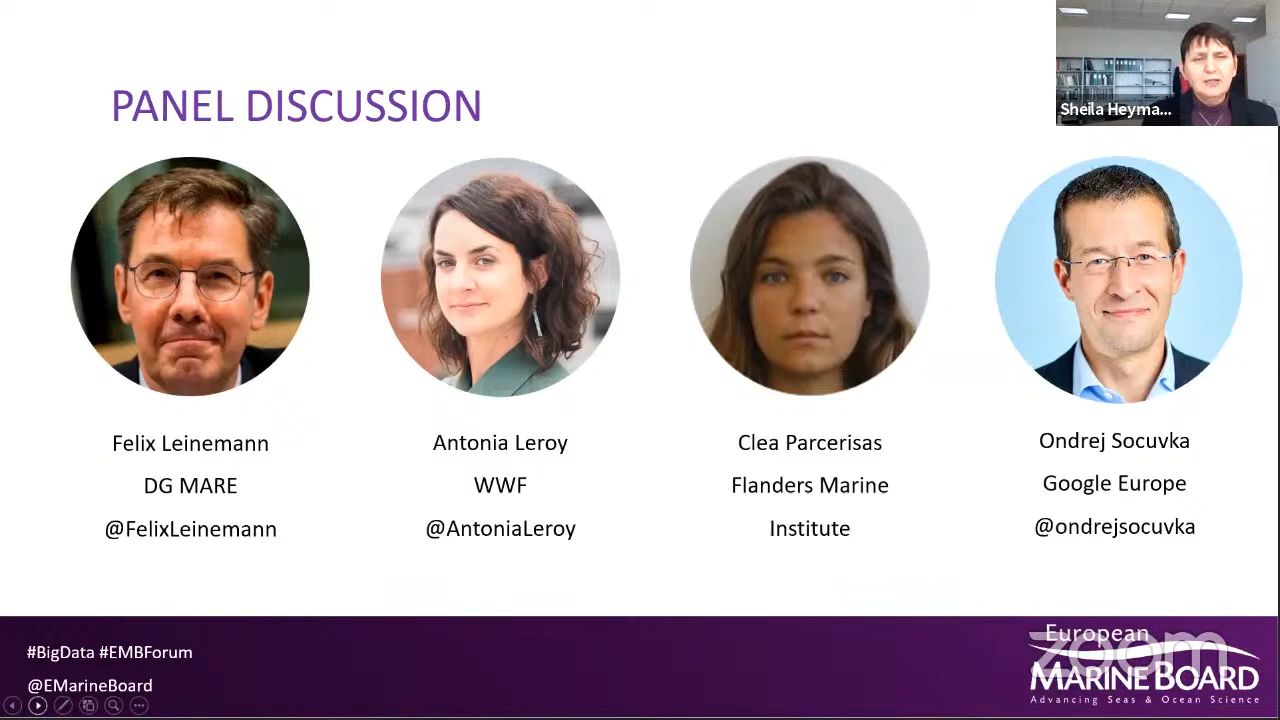 Sheila Heyma...
PANEL DISCUSSION
Felix Leinemann
DG MARE
@FelixLeinemann
Antonia Leroy
WWF
@AntoniaLeroy
Clea Parcerisas
Flanders Marine
Institute
Ondrej Socuvka
Google Europe
@ondrejsocuvka
#BigData #EMBForum
@EMarineBoard
European
zoom
MARINE BOARD
Advancing Seas & Ocean Science